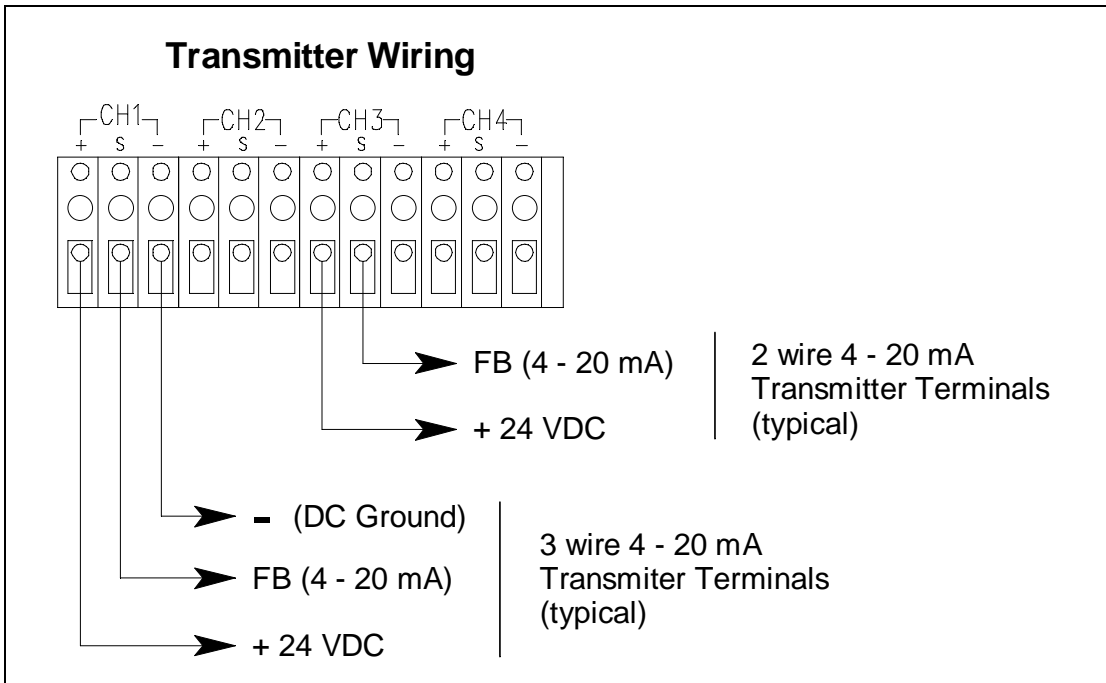 Transmitter Wiring
CH1 CH2 CH3 CH4
+ S - + S - + S - + S -
FB (4 - 20 mA)
+ 24 VDC
2 wire 4 - 20 mA
Transmitter Terminals
(typical)
- (DC Ground)
FB (4 - 20 mA)
+ 24 VDC
3 wire 4 - 20 mA
Transmiter Terminals
(typical)